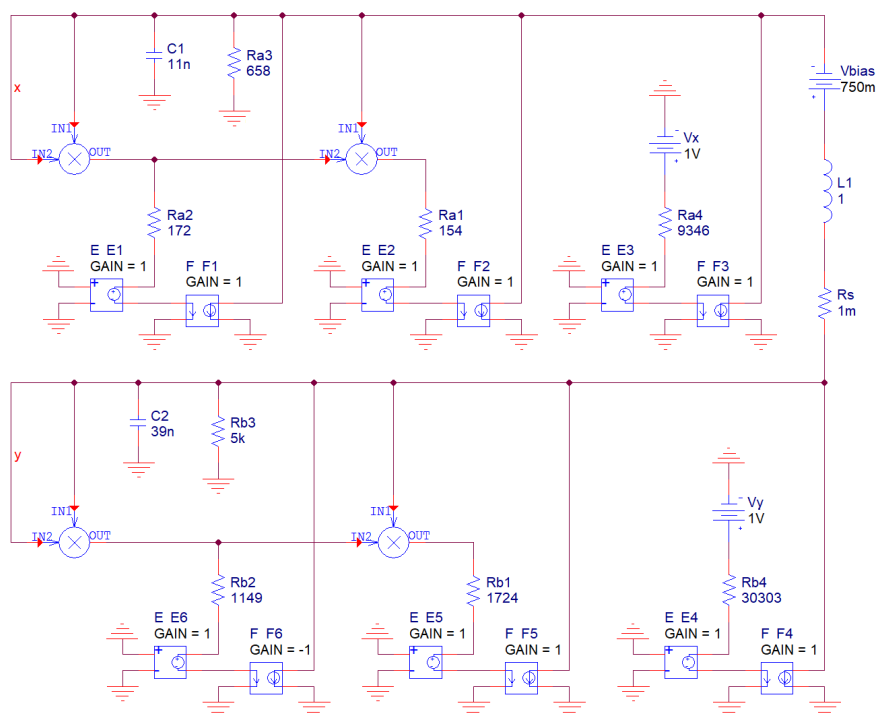 C1
11n
Ra3
658
Vbias
750m
-
+
x
IN1
IN2
OUT
IN1
IN2
OUT
-
Vx
1V
+
L1
1
Ra2
172
Ra1
154
Ra4
9346
E E1
GAIN = 1
F F1
GAIN = 1
E E2
GAIN = 1
F F2
GAIN = 1
E E3
GAIN = 1
F F3
GAIN = 1
+
-
+
-
+
-
Rs
1m
C2
39n
Rb3
5k
y
IN1
IN2
OUT
IN1
IN2
OUT
-
Vy
1V
+
Rb2
1149
Rb1
1724
Rb4
30303
E E6
GAIN = 1
F F6
GAIN = -1
E E5
GAIN = 1
F F5
GAIN = 1
E E4
GAIN = 1
F F4
GAIN = 1
+
-
+
-
+
-